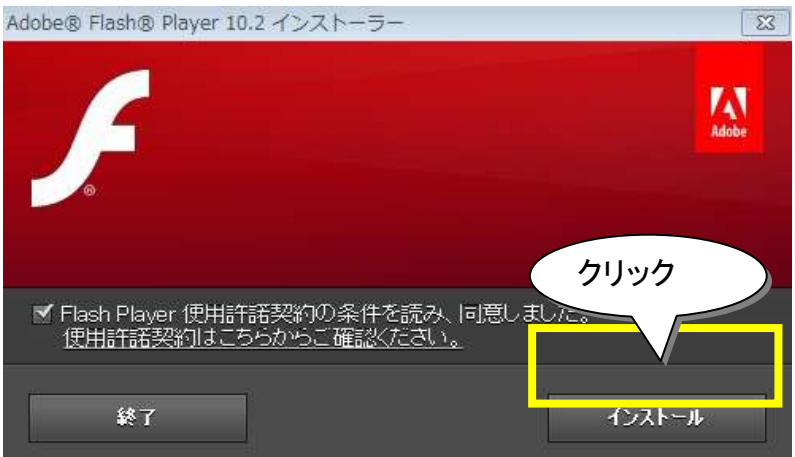 Adobe® Flash® Player 10.2 インストーラー
Adobe
®
クリック
Flash Player 使用許諾契約の条件を読み、同意しました。
使用許諾契約はこちらからご確認ください。
終了
インストール